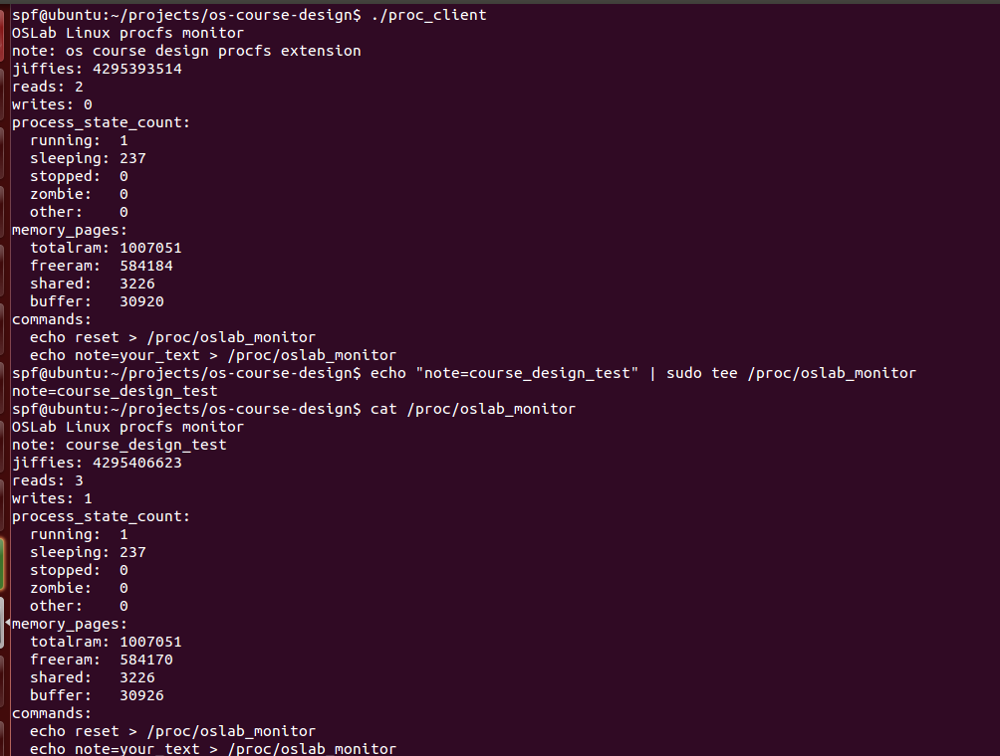 spf@ubuntu:~/projects/os-course-design$ ./proc_client
OSLab Linux procfs monitor
note: os course design procfs extension
jiffies: 4295393514
reads: 2
writes: 0
process_state_count:
  running:  1
  sleeping: 237
  stopped:  0
  zombie:   0
  other:    0
memory_pages:
  totalram: 1007051
  freeram:  584184
  shared:   3226
  buffer:   30920
commands:
  echo reset > /proc/oslab_monitor
  echo note=your_text > /proc/oslab_monitor
spf@ubuntu:~/projects/os-course-design$ echo "note=course_design_test" | sudo tee /proc/oslab_monitor
note=course_design_test
spf@ubuntu:~/projects/os-course-design$ cat /proc/oslab_monitor
OSLab Linux procfs monitor
note: course_design_test
jiffies: 4295406623
reads: 3
writes: 1
process_state_count:
  running:  1
  sleeping: 237
  stopped:  0
  zombie:   0
  other:    0
memory_pages:
  totalram: 1007051
  freeram:  584170
  shared:   3226
  buffer:   30926
commands:
  echo reset > /proc/oslab_monitor
  echo note=your_text > /proc/oslab_monitor